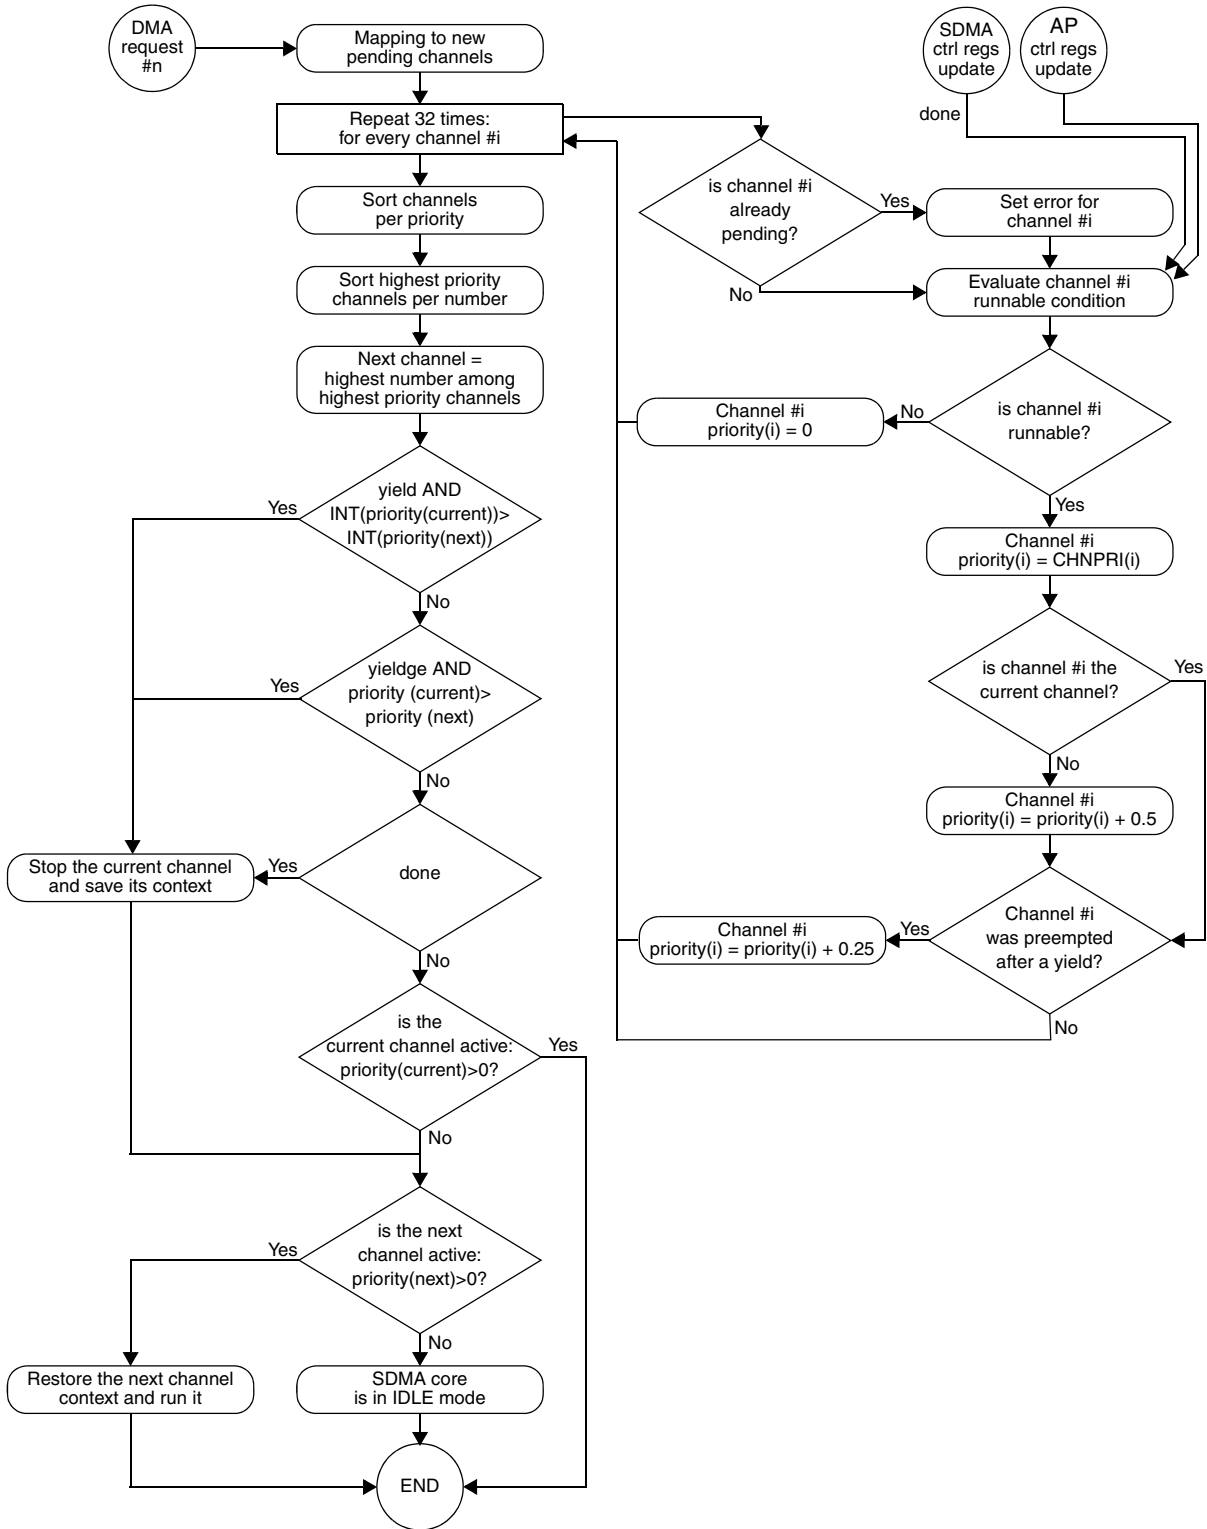 DMA
request
#n
Mapping to new
pending channels
SDMA
ctrl regs
update
AP
ctrl regs
update
done
Repeat 32 times:
for every channel #i
is channel #i
already
pending?
Yes
Set error for
channel #i
No
Evaluate channel #i
runnable condition
Sort channels
per priority
Sort highest priority
channels per number
Next channel =
highest number among
highest priority channels
is channel #i
runnable?
No
Channel #i
priority(i) = 0
Yes
Channel #i
priority(i) = CHNPRI(i)
yield AND
INT(priority(current))>
INT(priority(next))
Yes
No
is channel #i the
current channel?
Yes
No
yieldge AND
priority (current)>
priority (next)
Yes
No
Channel #i
priority(i) = priority(i) + 0.5
done
Yes
Stop the current channel
and save its context
No
Channel #i
was preempted
after a yield?
Yes
Channel #i
priority(i) = priority(i) + 0.25
No
is the
current channel active:
priority(current)>0?
Yes
No
is the next
channel active:
priority(next)>0?
Yes
No
Restore the next channel
context and run it
SDMA core
is in IDLE mode
END